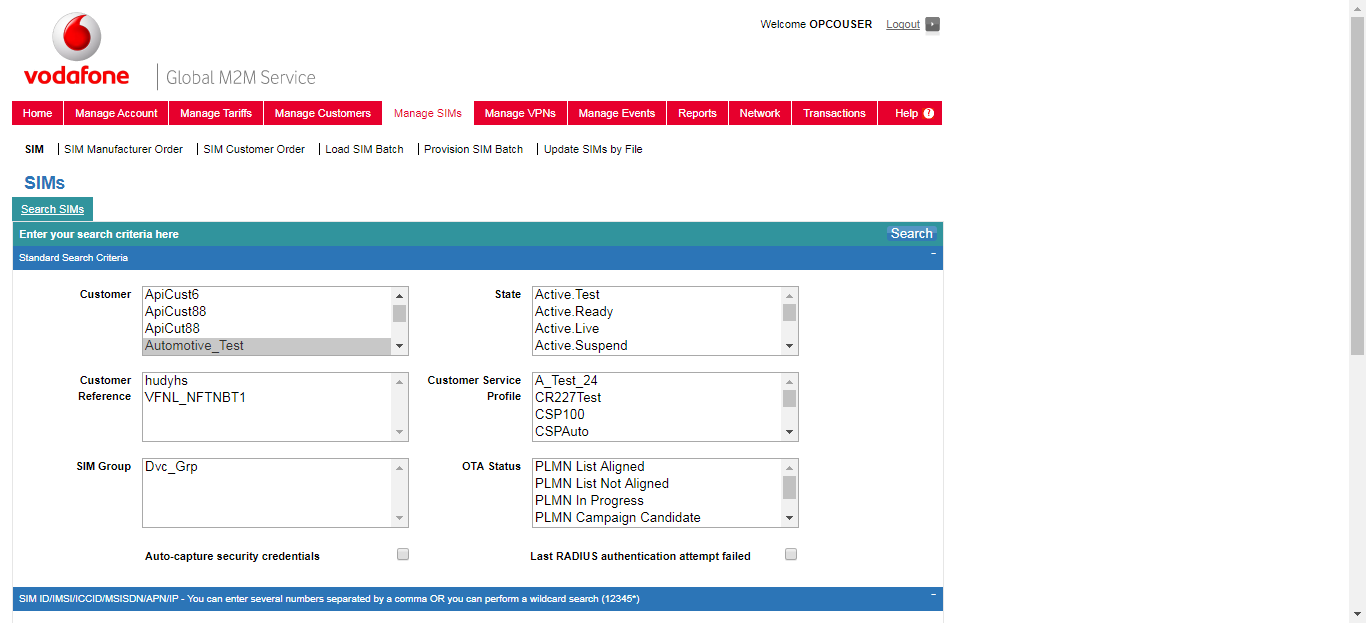 Welcome OPCOUSER Logout
vodafone
Global M2M Service
Home Manage Account Manage Tariffs Manage Customers Manage SIMs Manage VPNs Manage Events Reports Network Transactions Help ?
SIM SIM Manufacturer Order SIM Customer Order Load SIM Batch Provision SIM Batch Update SIMs by File
SIMs
Search SIMs
Enter your search criteria here Search
Standard Search Criteria
Customer
ApiCust6
ApiCust88
ApiCut88
Automotive_Test
State
Active.Test
Active.Ready
Active.Live
Active.Suspend
Customer
Reference
hudyhs
VFNL_NFTNBT1
Customer Service
Profile
A_Test_24
CR227Test
CSP100
CSPAuto
SIM Group
Dvc_Grp
OTA Status
PLMN List Aligned
PLMN List Not Aligned
PLMN In Progress
PLMN Campaign Candidate
Auto-capture security credentials
Last RADIUS authentication attempt failed
SIM ID/IMSI/ICCID/MSISDN/APN/IP - You can enter several numbers separated by a comma OR you can perform a wildcard search (12345*)